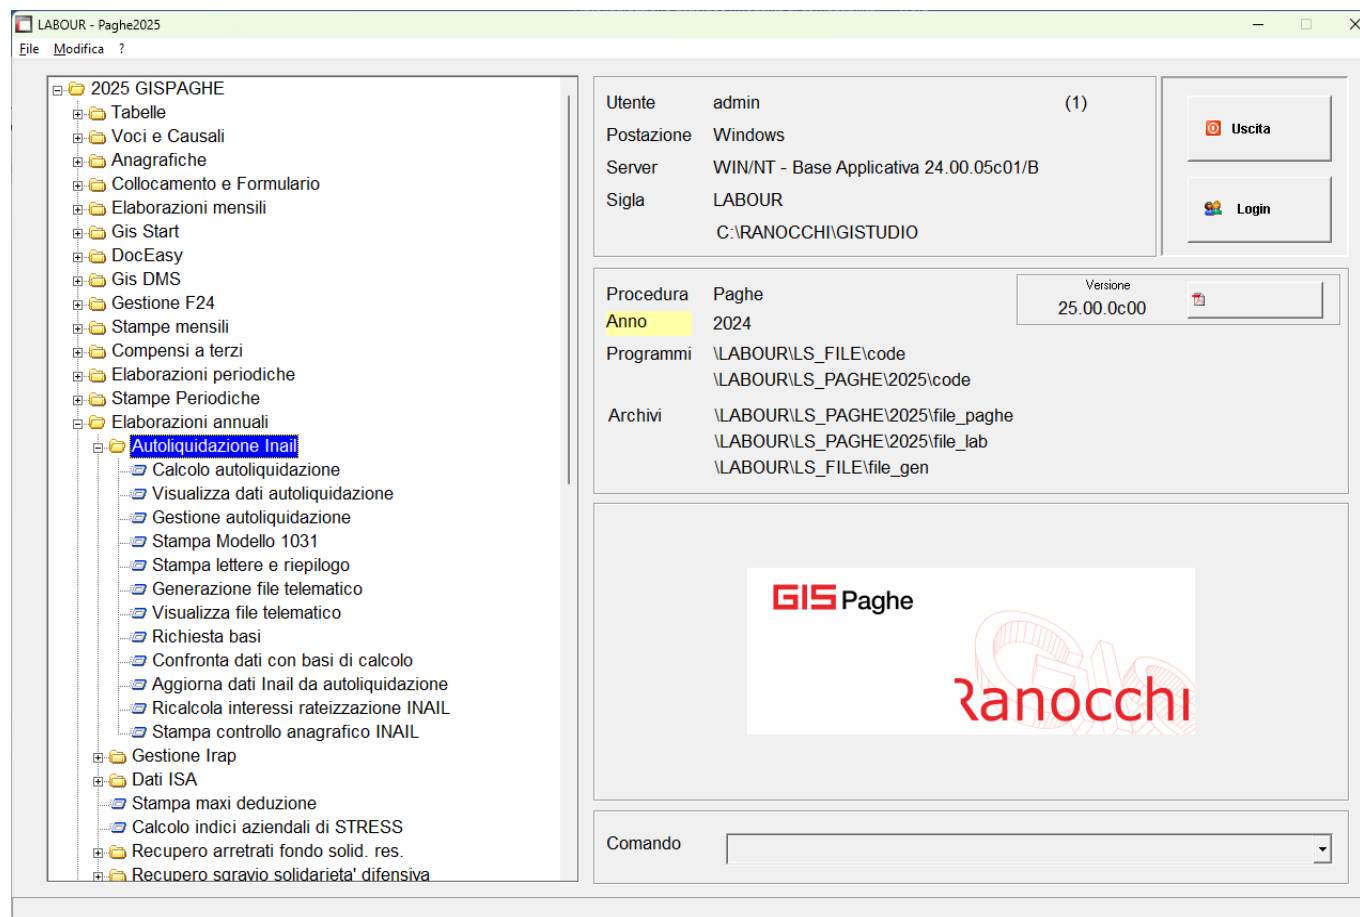 LABOUR - Paghe2025
File Modifica ?
2025 GISPAGHE
Tabelle
Voci e Causali
Anagrafiche
Collocamento e Formulario
Elaborazioni mensili
Gis Start
DocEasy
Gis DMS
Gestione F24
Stampe mensili
Compensi a terzi
Elaborazioni periodiche
Stampe Periodiche
Elaborazioni annuali
Autoliquidazione Inail
Calcolo autoliquidazione
Visualizza dati autoliquidazione
Gestione autoliquidazione
Stampa Modello 1031
Stampa lettere e riepilogo
Generazione file telematico
Visualizza file telematico
Richiesta basi
Confronta dati con basi di calcolo
Aggiorna dati Inail da autoliquidazione
Ricalcola interessi rateizzazione INAIL
Stampa controllo anagrafico INAIL
Gestione Irap
Dati ISA
Stampa maxi deduzione
Calcolo indici aziendali di STRESS
Recupero arretrati fondo solid. res.
Recupero sgravio solidarieta' difensiva
Utente admin (1)
Postazione Windows
Server WIN/NT - Base Applicativa 24.00.05c01/B
Sigla LABOUR
C:\RANOCCHI\GISTUDIO
Uscita
Login
Procedura Paghe
Anno 2024
Programmi \LABOUR\LS_FILE\code
\LABOUR\LS_PAGHE\2025\code
Archivi \LABOUR\LS_PAGHE\2025\file_paghe
\LABOUR\LS_PAGHE\2025\file_lab
\LABOUR\LS_FILE\file_gen
Versione
25.00.0c00
GIS Paghe
Ranocchi
Comando